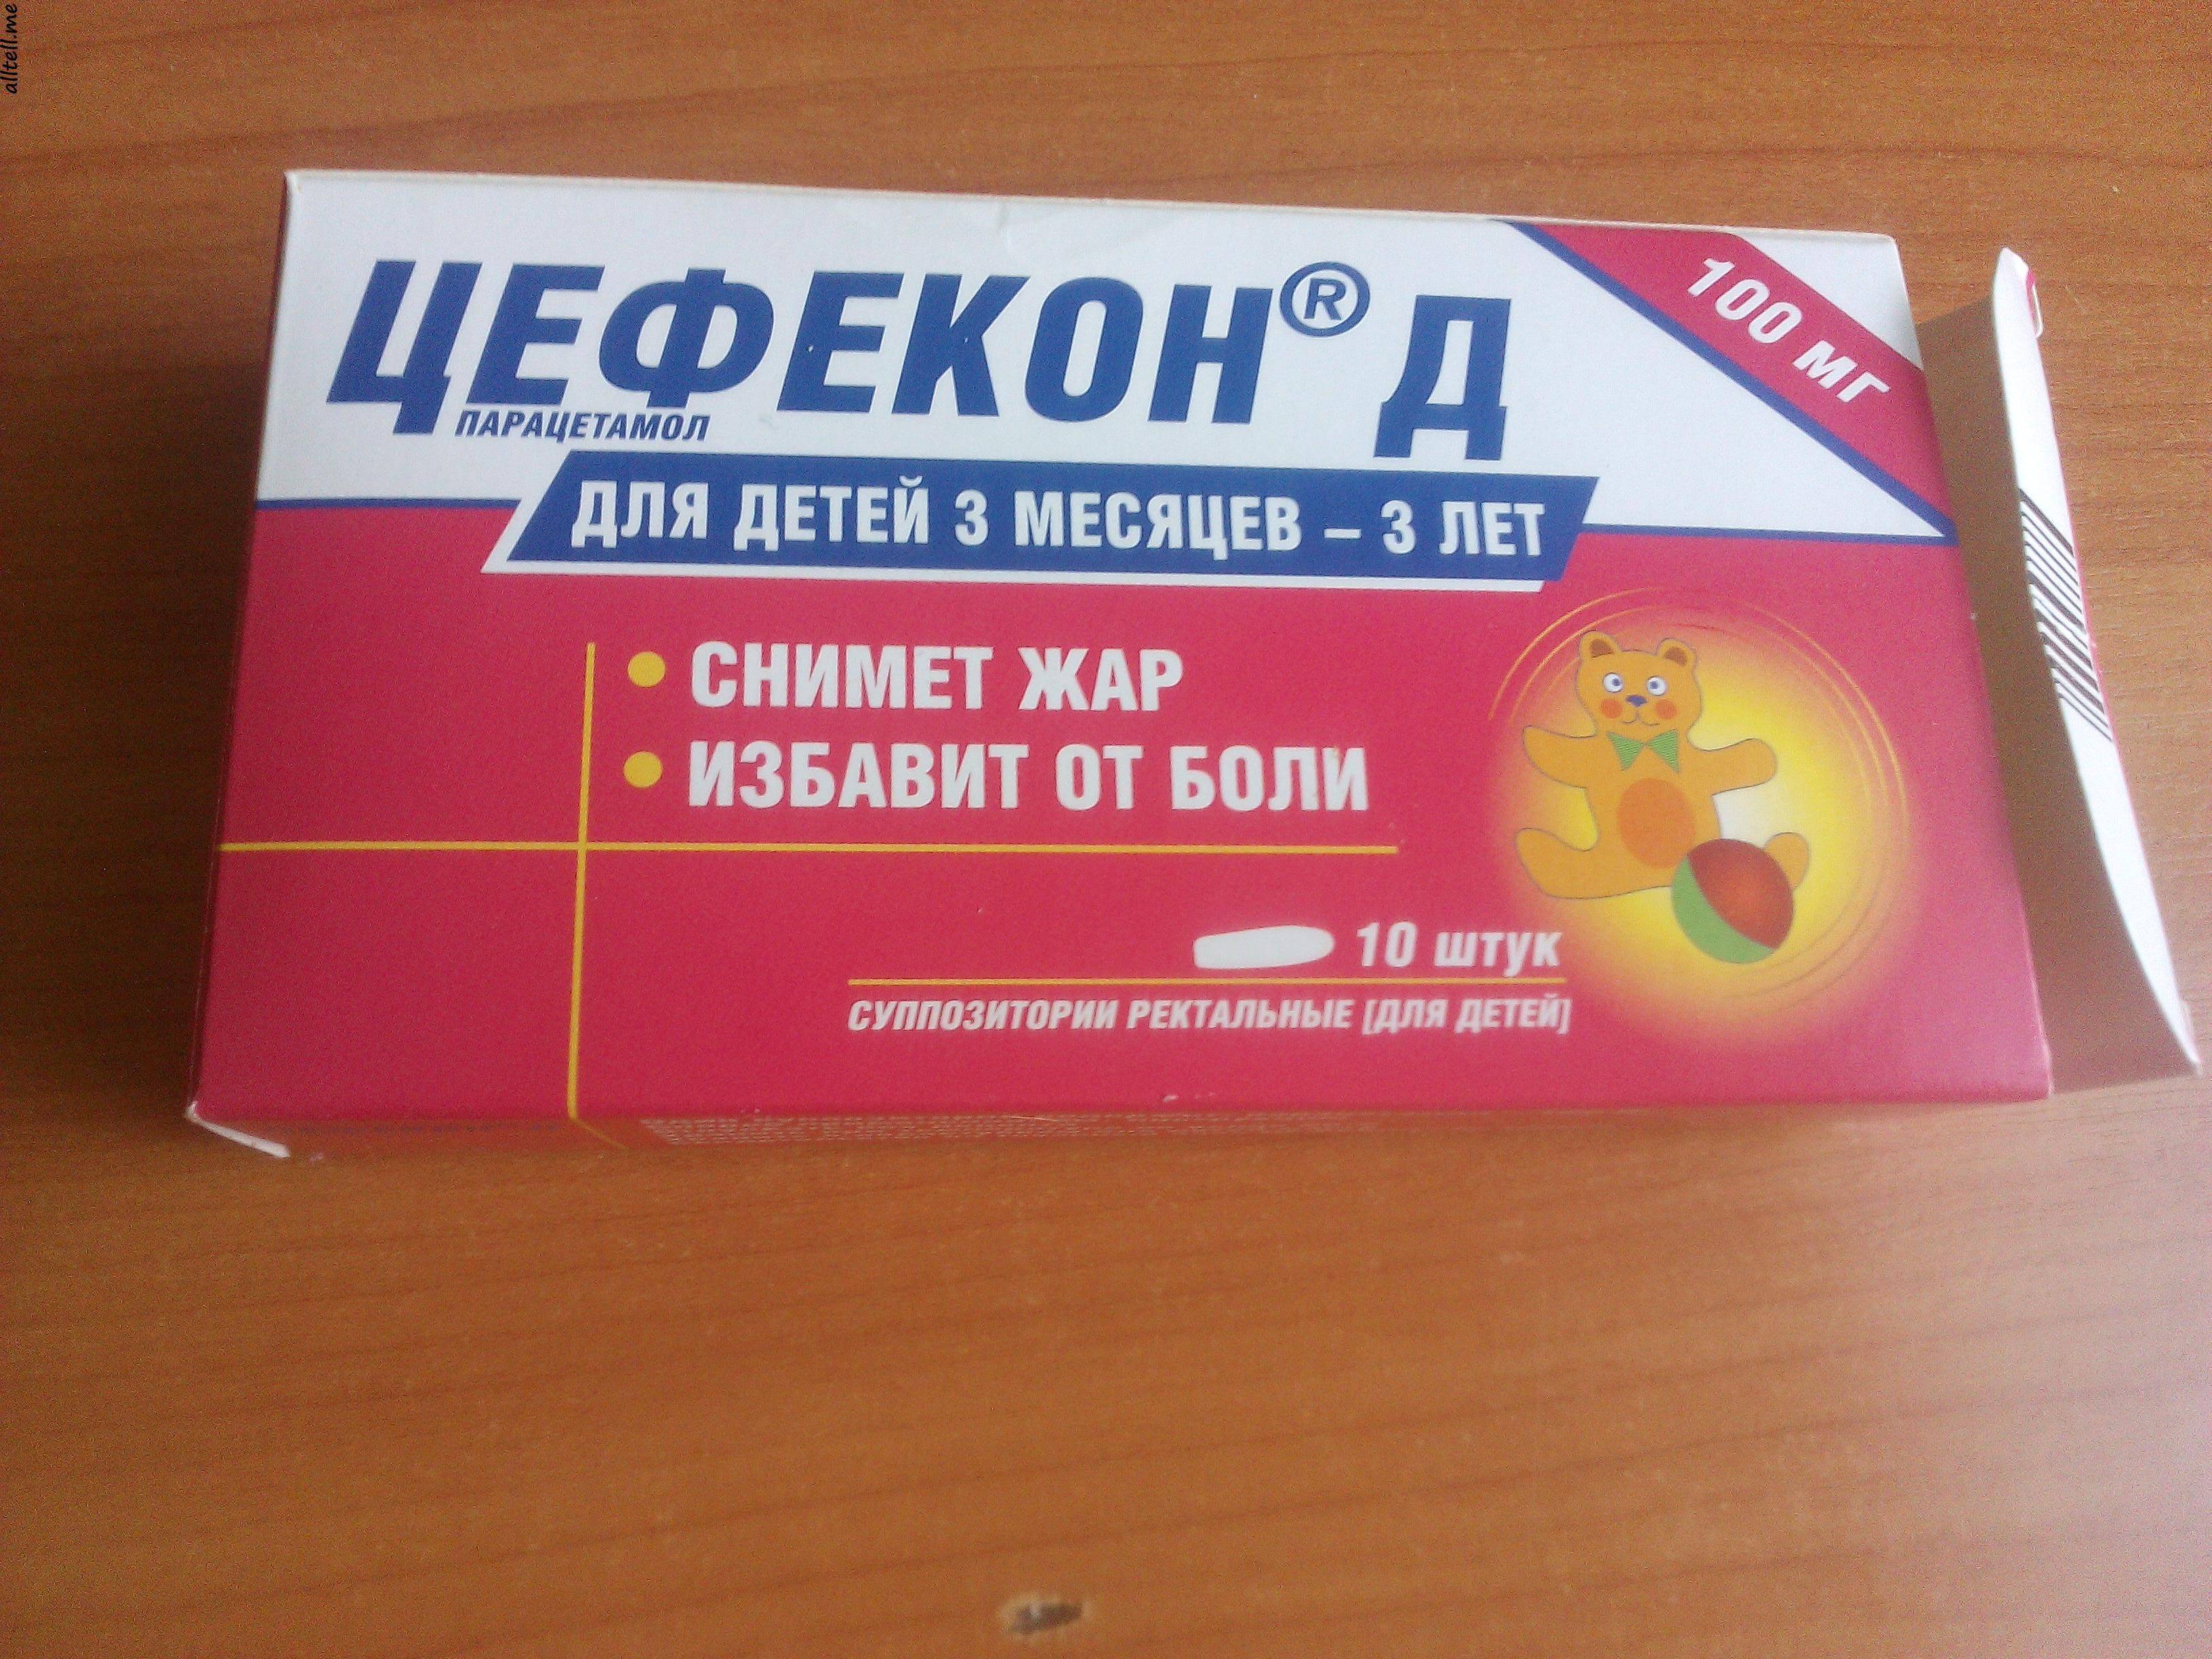 alltell.me
ЦЕФЕКОН® Д
ПАРАЦЕТАМОЛ
100 мг
ДЛЯ ДЕТЕЙ 3 МЕСЯЦЕВ – 3 ЛЕТ
• СНИМЕТ ЖАР
• ИЗБАВИТ ОТ БОЛИ
10 штук
СУППОЗИТОРИИ РЕКТАЛЬНЫЕ [ДЛЯ ДЕТЕЙ]